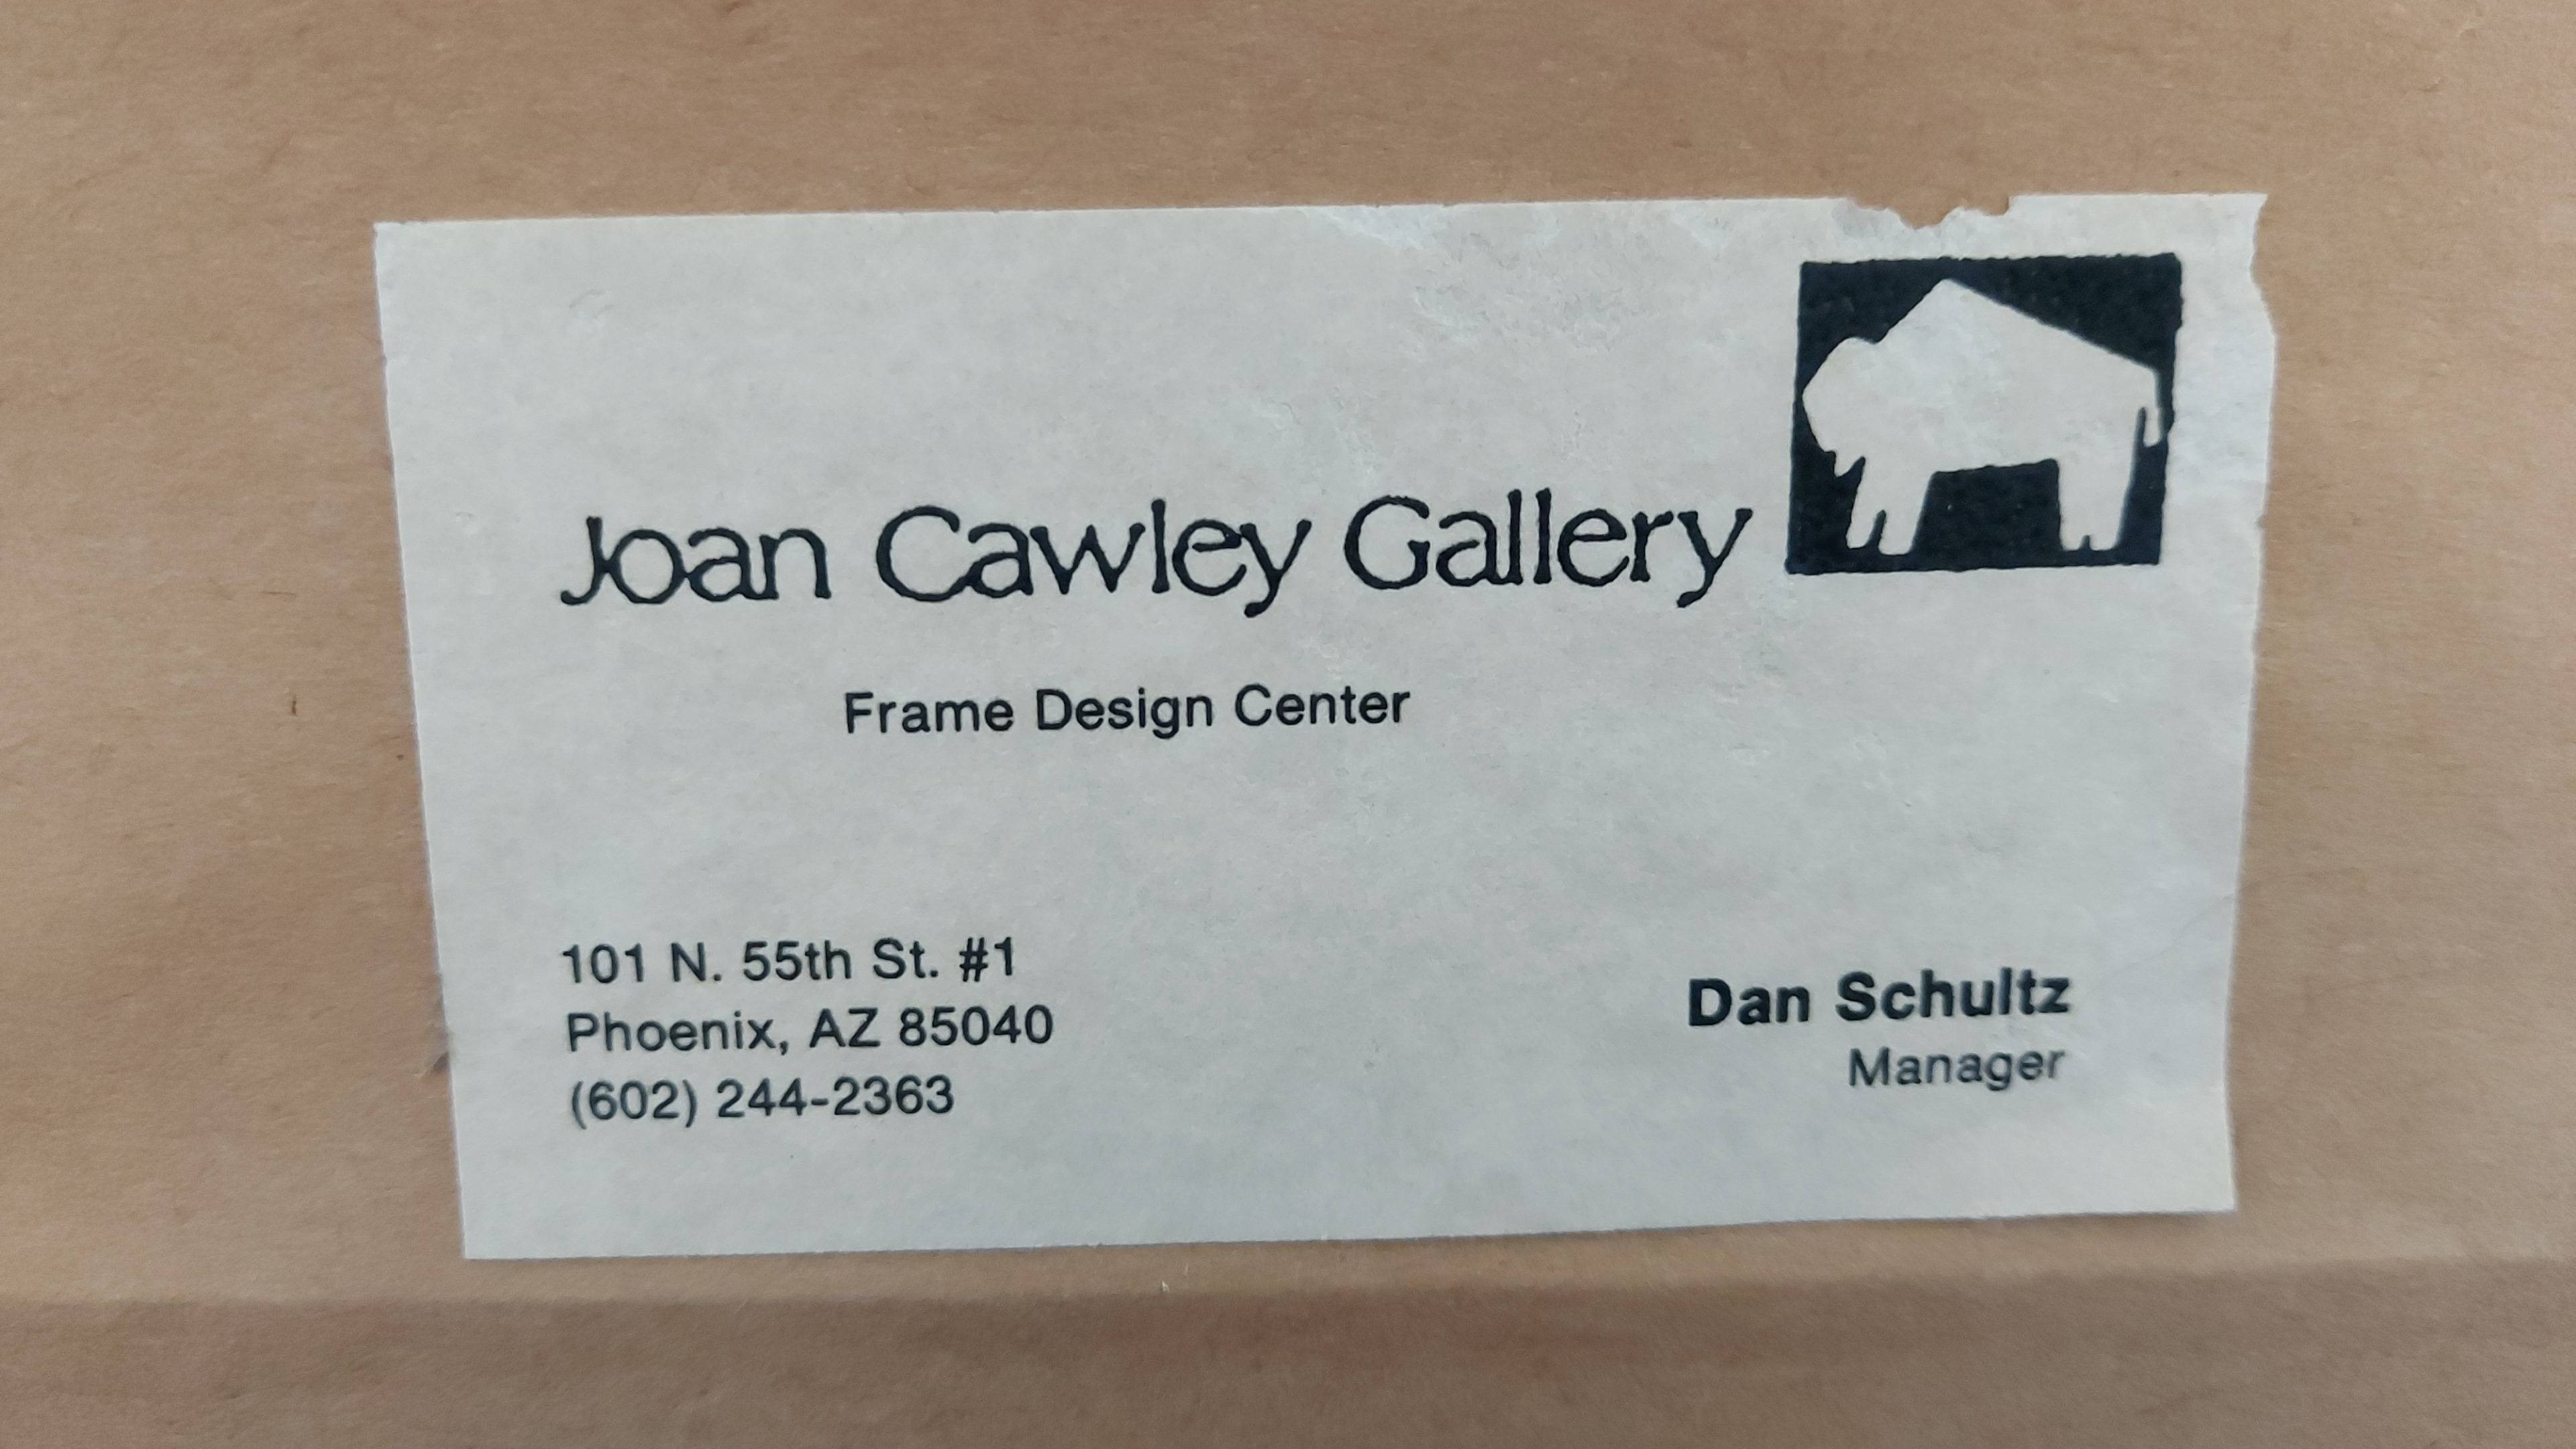 Joan Cawley Gallery
Frame Design Center
101 N. 55th St. #1
Phoenix, AZ 85040
(602) 244-2363
Dan Schultz
Manager